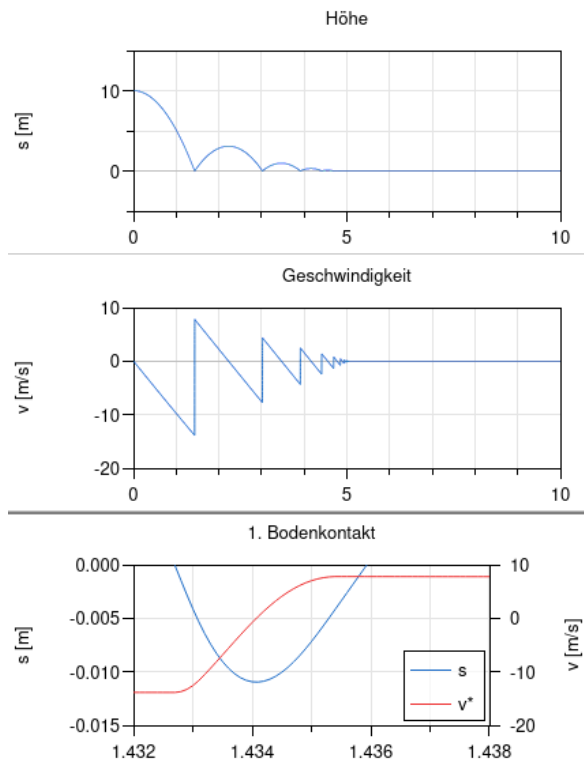 Höhe
s [m]
10
0
0
5
10
Geschwindigkeit
v [m/s]
10
0
-10
-20
0
5
10
1. Bodenkontakt
s [m]
0.000
-0.005
-0.010
-0.015
10
0
-10
-20
v [m/s]
s
v*
1.432
1.434
1.436
1.438